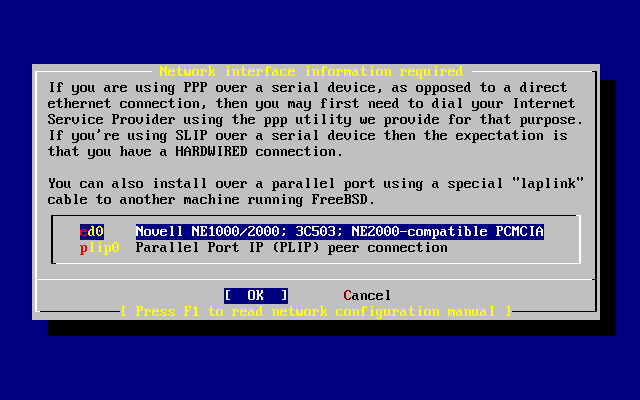 Network interface information required
If you are using PPP over a serial device, as opposed to a direct
ethernet connection, then you may first need to dial your Internet
Service Provider using the ppp utility we provide for that purpose.
If you're using SLIP over a serial device then the expectation is
that you have a HARDWIRED connection.
You can also install over a parallel port using a special "laplink"
cable to another machine running FreeBSD.
ed0 Novell NE1000/2000; 3C503; NE2000-compatible PCMCIA
plip0 Parallel Port IP (PLIP) peer connection
[ OK ] Cancel
[ Press F1 to read network configuration manual ]